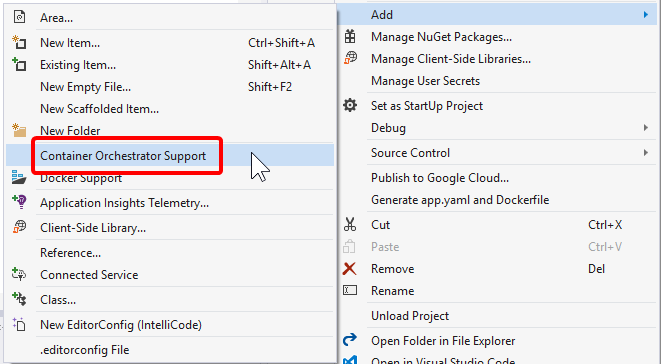 Area...
New Item... Ctrl+Shift+A
Existing Item... Shift+Alt+A
New Empty File... Shift+F2
New Scaffolded Item...
New Folder
Container Orchestrator Support
Docker Support
Application Insights Telemetry...
Client-Side Library...
Reference...
Connected Service
Class...
New EditorConfig (IntelliCode)
.editorconfig File
Add
Manage NuGet Packages...
Manage Client-Side Libraries...
Manage User Secrets
Set as StartUp Project
Debug
Source Control
Publish to Google Cloud...
Generate app.yaml and Dockerfile
Cut Ctrl+X
Paste Ctrl+V
Remove Del
Rename
Unload Project
Open Folder in File Explorer
Open in Visual Studio Code